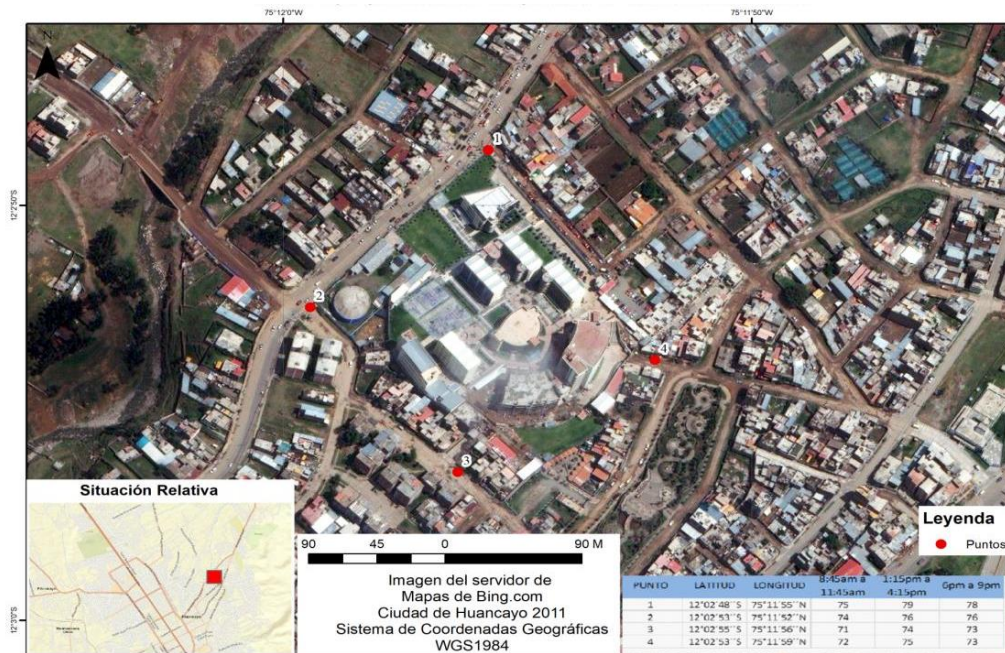 75°12'0"W
75°11'50"W
N
12°2'50"S
12°3'0"S
1
2
3
4
Situación Relativa
90 45 0 90 M
Imagen del servidor de
Mapas de Bing.com
Ciudad de Huancayo 2011
Sistema de Coordenadas Geográficas
WGS1984
Leyenda
Puntos
PUNTO LATITUD LONGITUD 8:45am a 11:45am 1:15pm a 4:15pm 6pm a 9pm
1 12°02´48¨S 75°11´55¨N 75 79 78
2 12°02´53¨S 75°11´52¨N 74 76 76
3 12°02´55¨S 75°11´56¨N 71 74 73
4 12°02´53¨S 75°11´59¨N 72 75 73